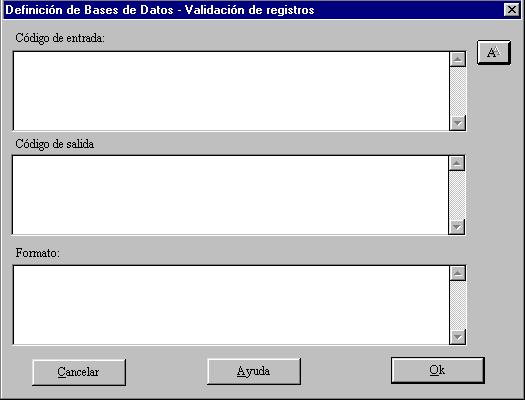 Definición de Bases de Datos - Validación de registros
Código de entrada:
A
Código de salida
Formato:
Cancelar
Ayuda
Ok